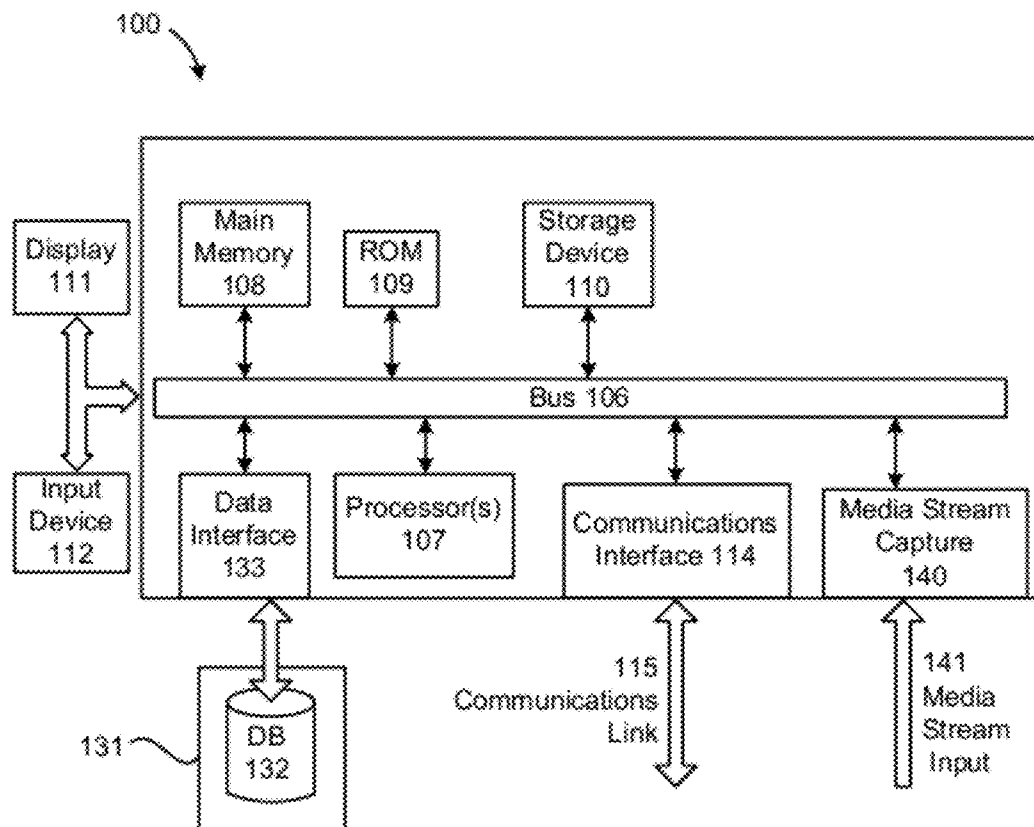 100
Display
111
Main
Memory
108
ROM
109
Storage
Device
110
Bus 106
Input
Device
112
Data
Interface
133
Processor(s)
107
Communications
Interface 114
Media Stream
Capture
140
131
DB
132
115
Communications
Link
141
Media
Stream
Input